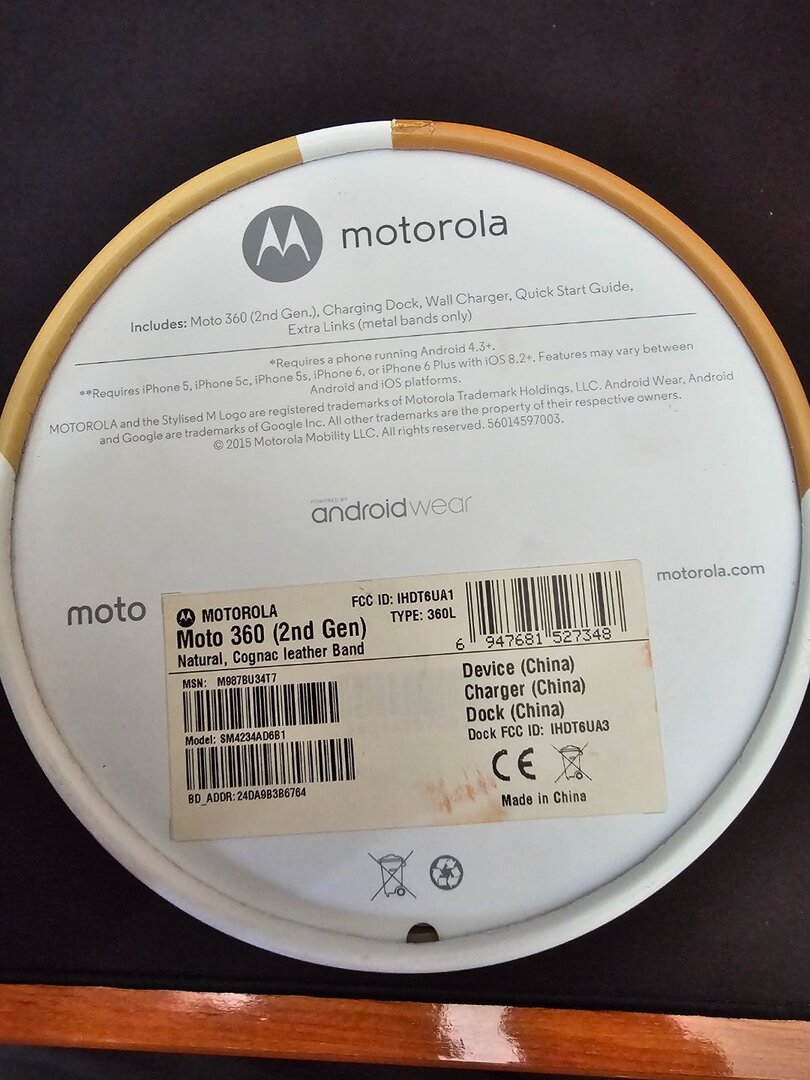 motorola
Includes: Moto 360 (2nd Gen.), Charging Dock, Wall Charger, Quick Start Guide,
Extra Links (metal bands only)
*Requires a phone running Android 4.3+.
**Requires iPhone 5, iPhone 5c, iPhone 5s, iPhone 6, or iPhone 6 Plus with iOS 8.2+. Features may vary between
Android and iOS platforms.
MOTOROLA and the Stylised M Logo are registered trademarks of Motorola Trademark Holdings, LLC. Android Wear, Android
and Google are trademarks of Google Inc. All other trademarks are the property of their respective owners.
© 2015 Motorola Mobility LLC. All rights reserved. 56014597003.
POWERED BY
androidwear
motorola.com
moto
MOTOROLA
FCC ID: IHDT6UA1
Moto 360 (2nd Gen)
TYPE: 360L
Natural, Cognac leather Band
6 947681 527348
MSN: M987BU34T7
Device (China)
Charger (China)
Dock (China)
Model: SM4234AD6B1
Dock FCC ID: IHDT6UA3
CE
BD_ADDR:24DA9B3B6764
Made in China